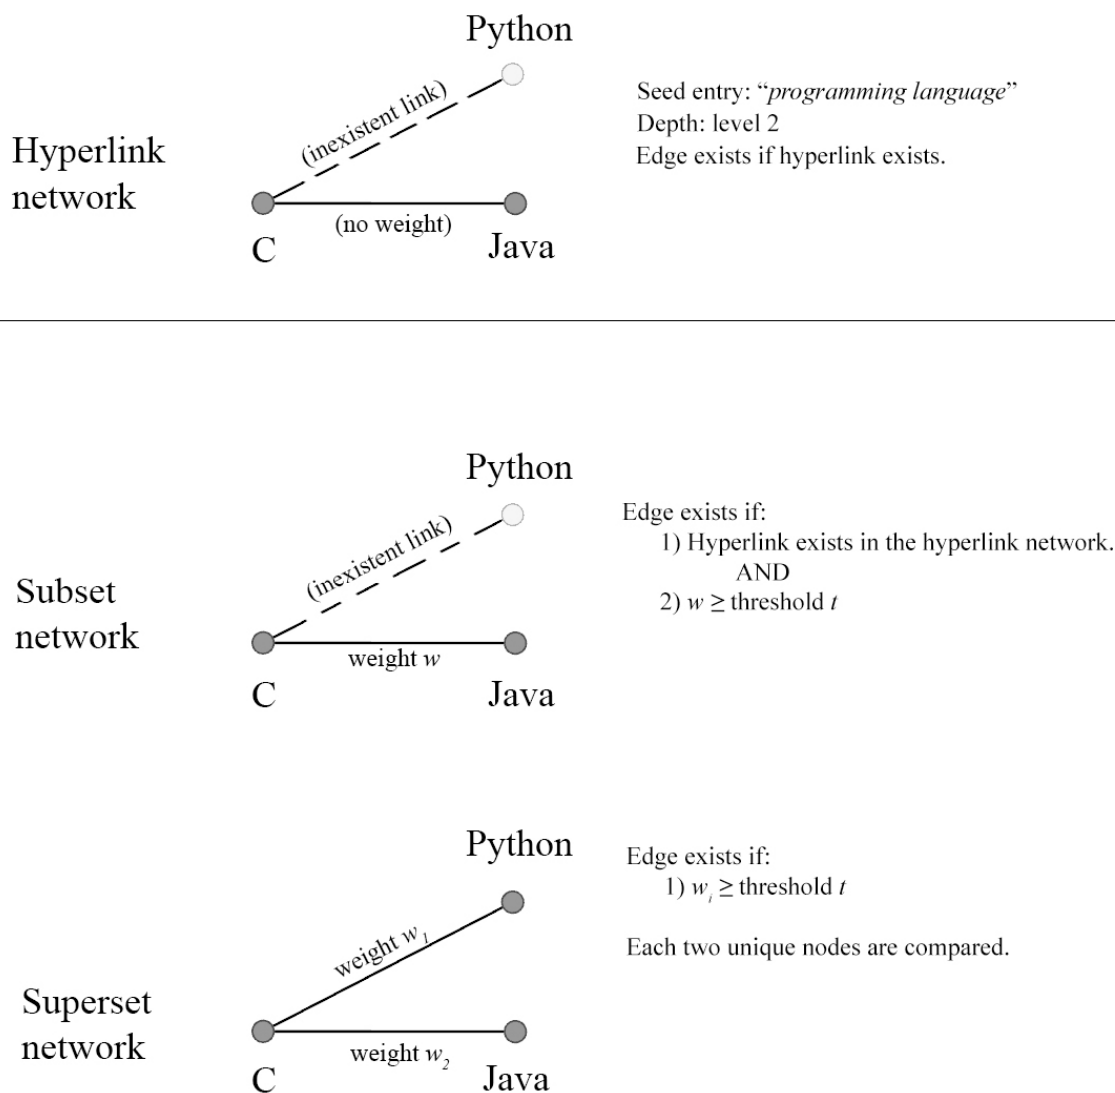 Python
(inexistent link)
Seed entry: “programming language”
Depth: level 2
Edge exists if hyperlink exists.
Hyperlink
network
(no weight)
C
Java
Python
(inexistent link)
Edge exists if:
1) Hyperlink exists in the hyperlink network.
AND
2) w ≥ threshold t
Subset
network
weight w
C
Java
Python
weight w₁
Edge exists if:
1) wᵢ ≥ threshold t
Each two unique nodes are compared.
Superset
network
weight w₂
C
Java